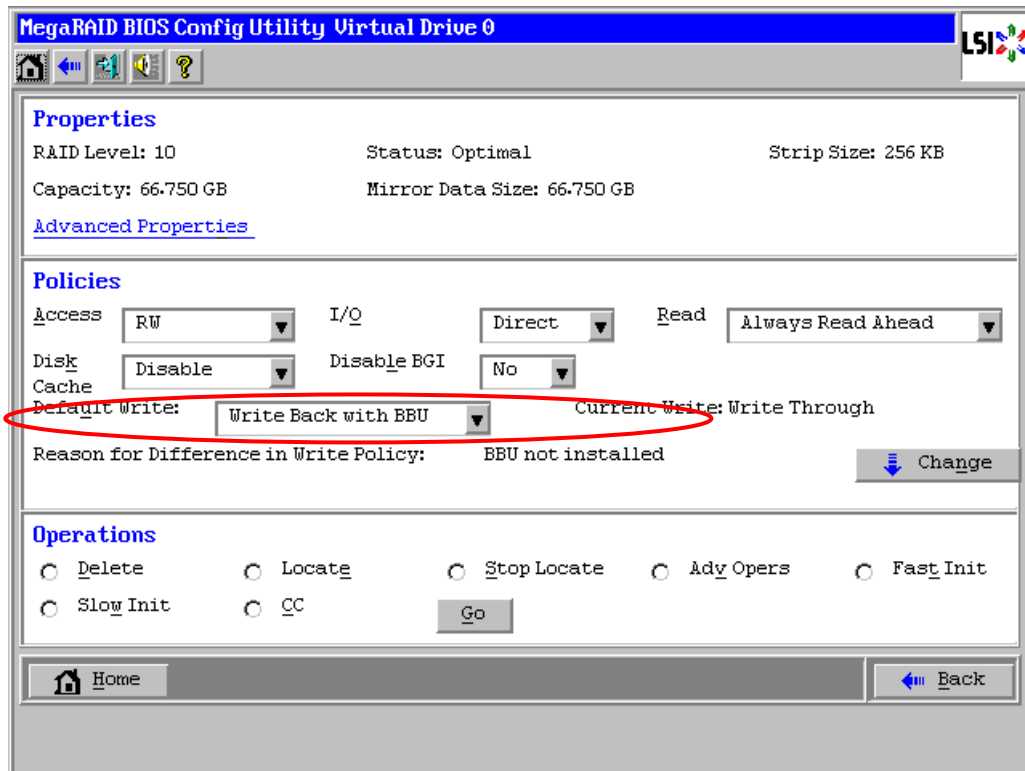 MegaRAID BIOS Config Utility Virtual Drive 0
LSI
Properties
RAID Level: 10 Status: Optimal Strip Size: 256 KB
Capacity: 66.750 GB Mirror Data Size: 66.750 GB
Advanced Properties
Policies
Access RW I/O Direct Read Always Read Ahead
Disk Cache Disable Disable BGI No
Default Write: Write Back with BBU Current Write: Write Through
Reason for Difference in Write Policy: BBU not installed Change
Operations
Delete Locate Stop Locate Adv Opers Fast Init
Slow Init CC Go
Home Back